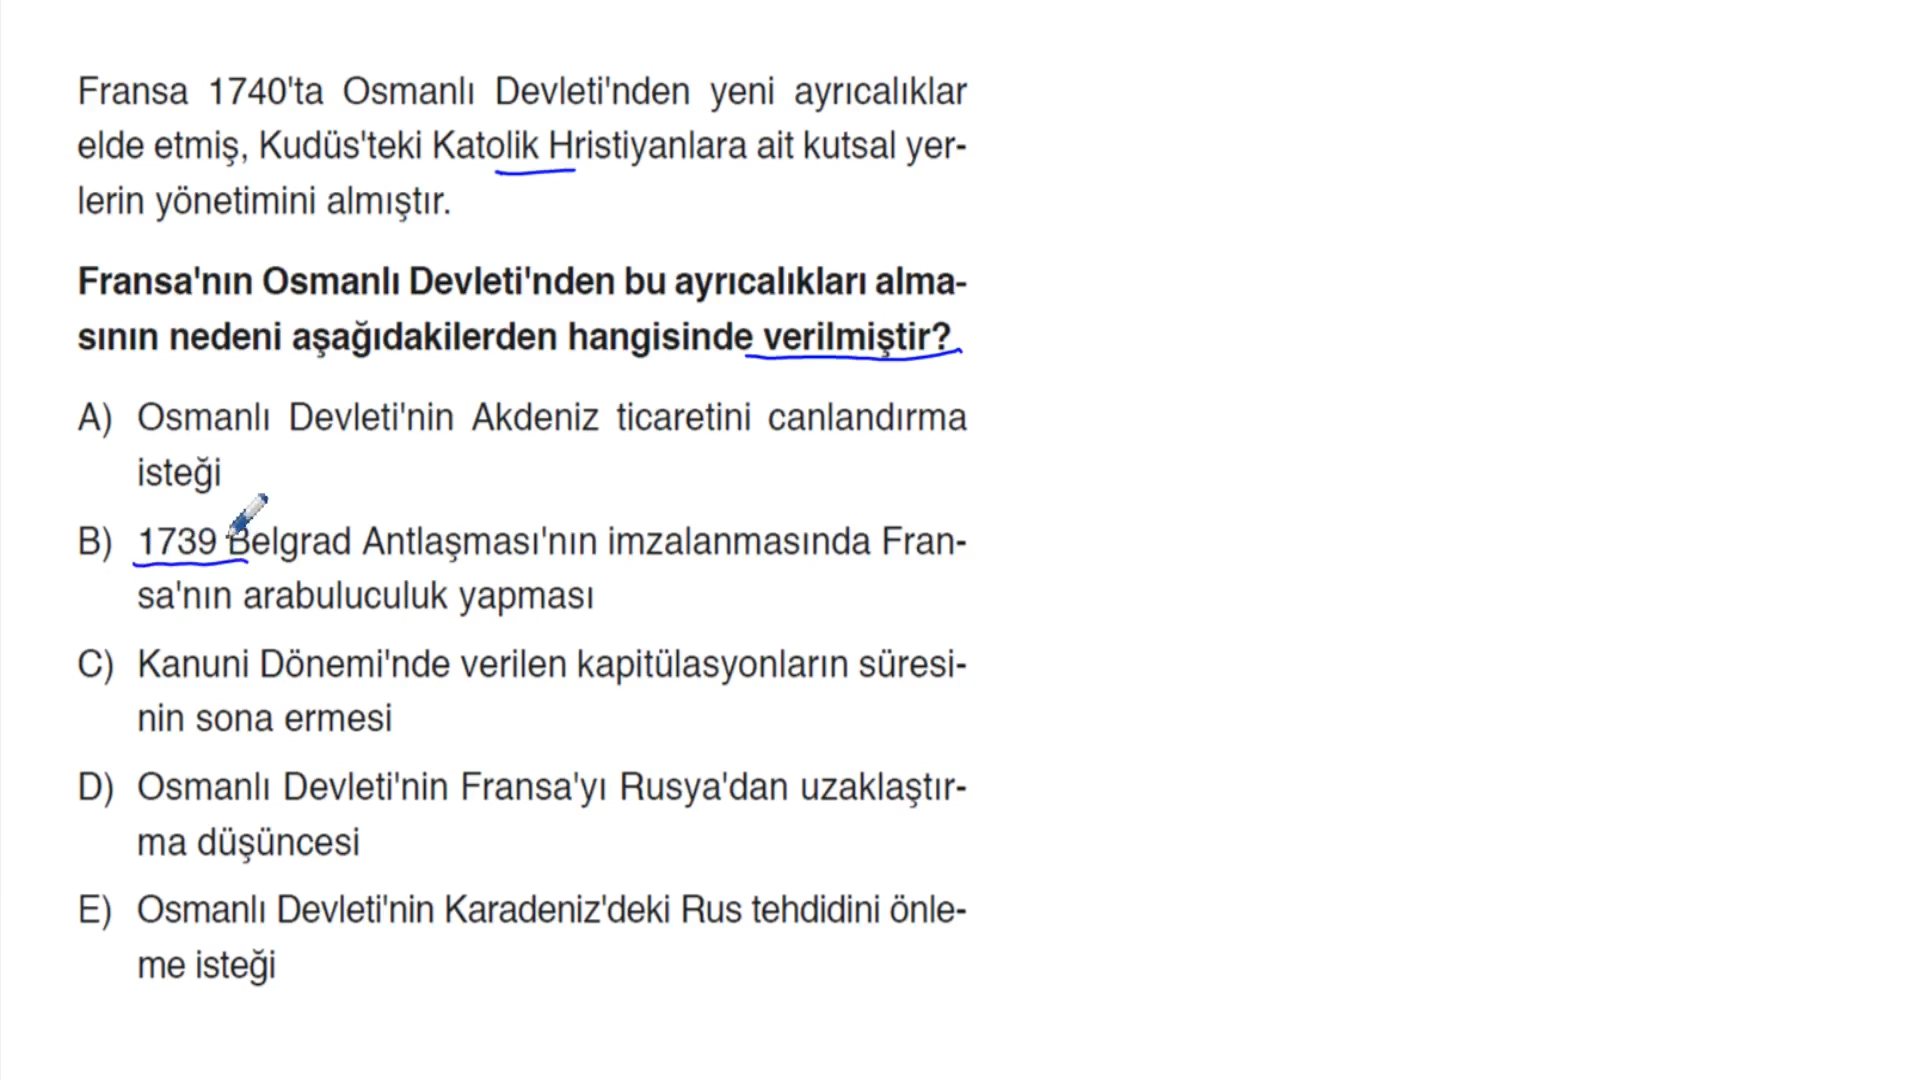 Fransa 1740'ta Osmanlı Devleti'nden yeni ayrıcalıklar
elde etmiş, Kudüs'teki Katolik Hristiyanlara ait kutsal yer-
lerin yönetimini almıştır.
Fransa'nın Osmanlı Devleti'nden bu ayrıcalıkları alma-
sının nedeni aşağıdakilerden hangisinde verilmiştir?
A) Osmanlı Devleti'nin Akdeniz ticaretini canlandırma
isteği
B) 1739 Belgrad Antlaşması'nın imzalanmasında Fran-
sa'nın arabuluculuk yapması
C) Kanuni Dönemi'nde verilen kapitülasyonların süresi-
nin sona ermesi
D) Osmanlı Devleti'nin Fransa'yı Rusya'dan uzaklaştır-
ma düşüncesi
E) Osmanlı Devleti'nin Karadeniz'deki Rus tehdidini önle-
me isteği